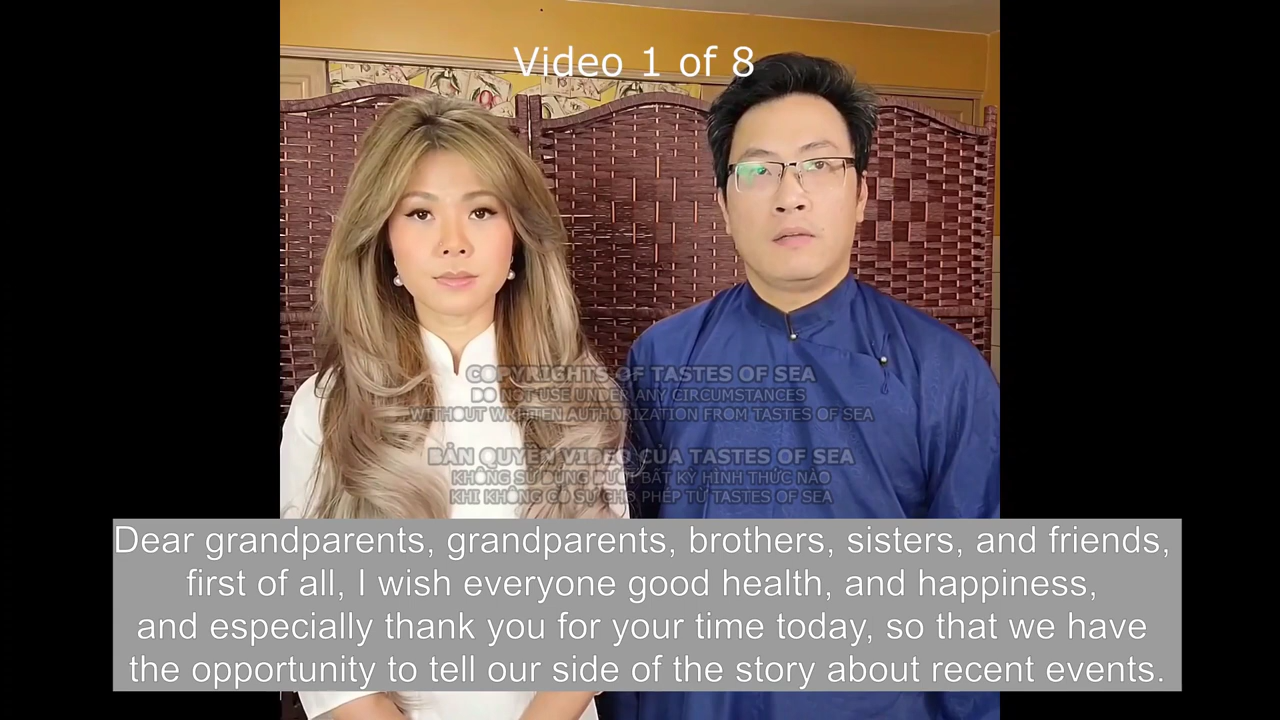 Video 1 of 8
COPYRIGHTS OF TASTES OF SEA
DO NOT USE UNDER ANY CIRCUMSTANCES
WITHOUT WRITTEN AUTHORIZATION FROM TASTES OF SEA
BẢN QUYỀN VIDEO CỦA TASTES OF SEA
KHÔNG SỬ DỤNG DƯỚI BẤT KỲ HÌNH THỨC NÀO
KHI KHÔNG CÓ SỰ CHO PHÉP TỪ TASTES OF SEA
Dear grandparents, grandparents, brothers, sisters, and friends,
first of all, I wish everyone good health, and happiness,
and especially thank you for your time today, so that we have
the opportunity to tell our side of the story about recent events.